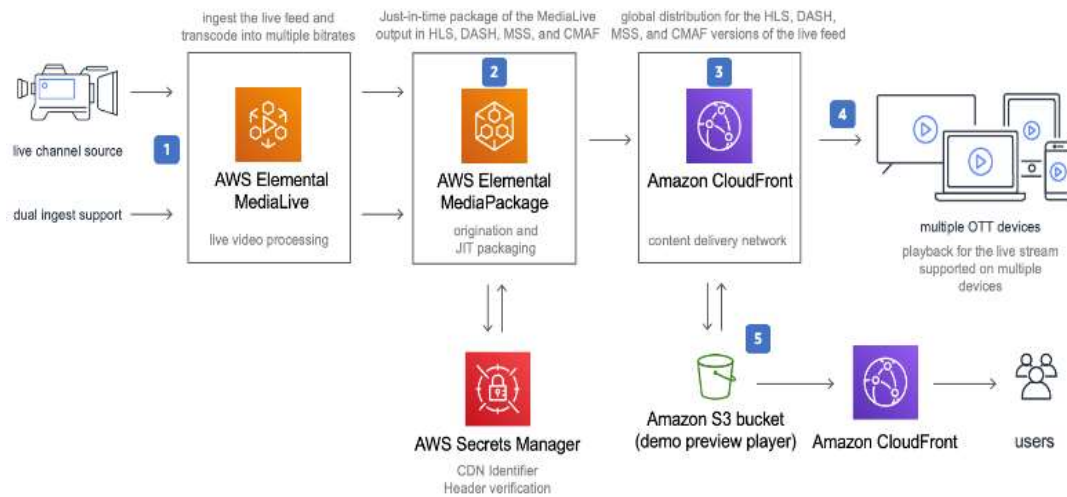 ingest the live feed and
transcode into multiple bitrates
Just-in-time package of the MediaLive
output in HLS, DASH, MSS, and CMAF
global distribution for the HLS, DASH,
MSS, and CMAF versions of the live feed
live channel source
1
dual ingest support
AWS Elemental
MediaLive
live video processing
2
AWS Elemental
MediaPackage
origination and
JIT packaging
3
Amazon CloudFront
content delivery network
4
multiple OTT devices
playback for the live stream
supported on multiple
devices
AWS Secrets Manager
CDN Identifier
Header verification
5
Amazon S3 bucket
(demo preview player)
Amazon CloudFront
users